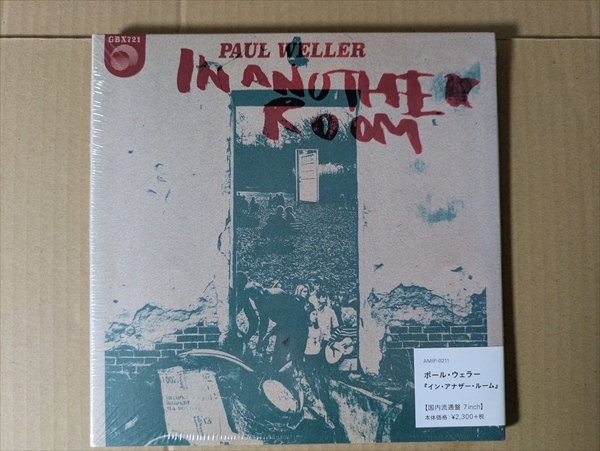 GBX721
PAUL WELLER
IN ANOTHER
ROOM
AMIP-0211
ポール・ウェラー
『イン・アナザー・ルーム』
【国内流通盤 7inch】
本体価格:¥2,300+税